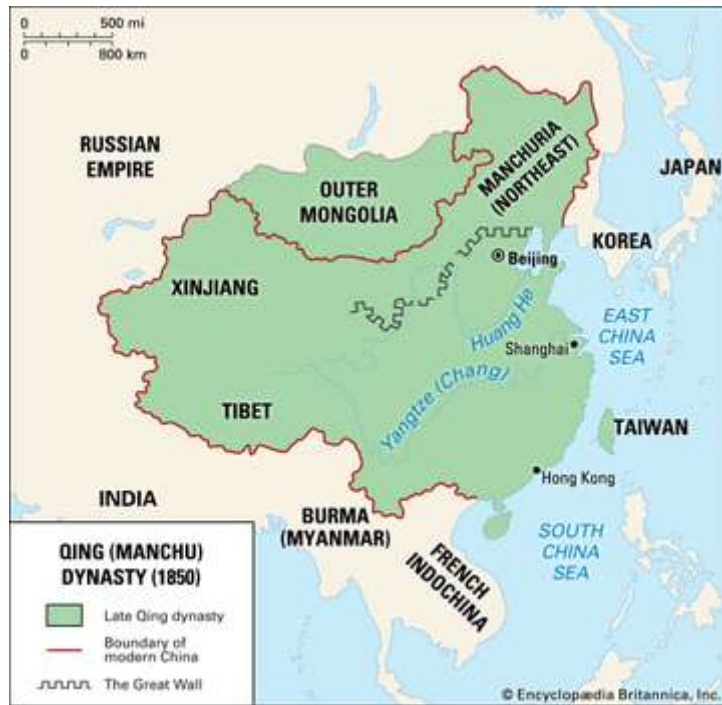 0 500 mi
0 800 km
RUSSIAN
EMPIRE
OUTER
MONGOLIA
MANCHURIA
(NORTHEAST)
JAPAN
KOREA
Beijing
XINJIANG
Huang He
EAST
CHINA
SEA
Shanghai
Yangtze (Chang)
TIBET
TAIWAN
Hong Kong
INDIA
BURMA
(MYANMAR)
FRENCH
INDOCHINA
SOUTH
CHINA
SEA
QING (MANCHU)
DYNASTY (1850)
Late Qing dynasty
Boundary of
modern China
The Great Wall
© Encyclopædia Britannica, Inc.